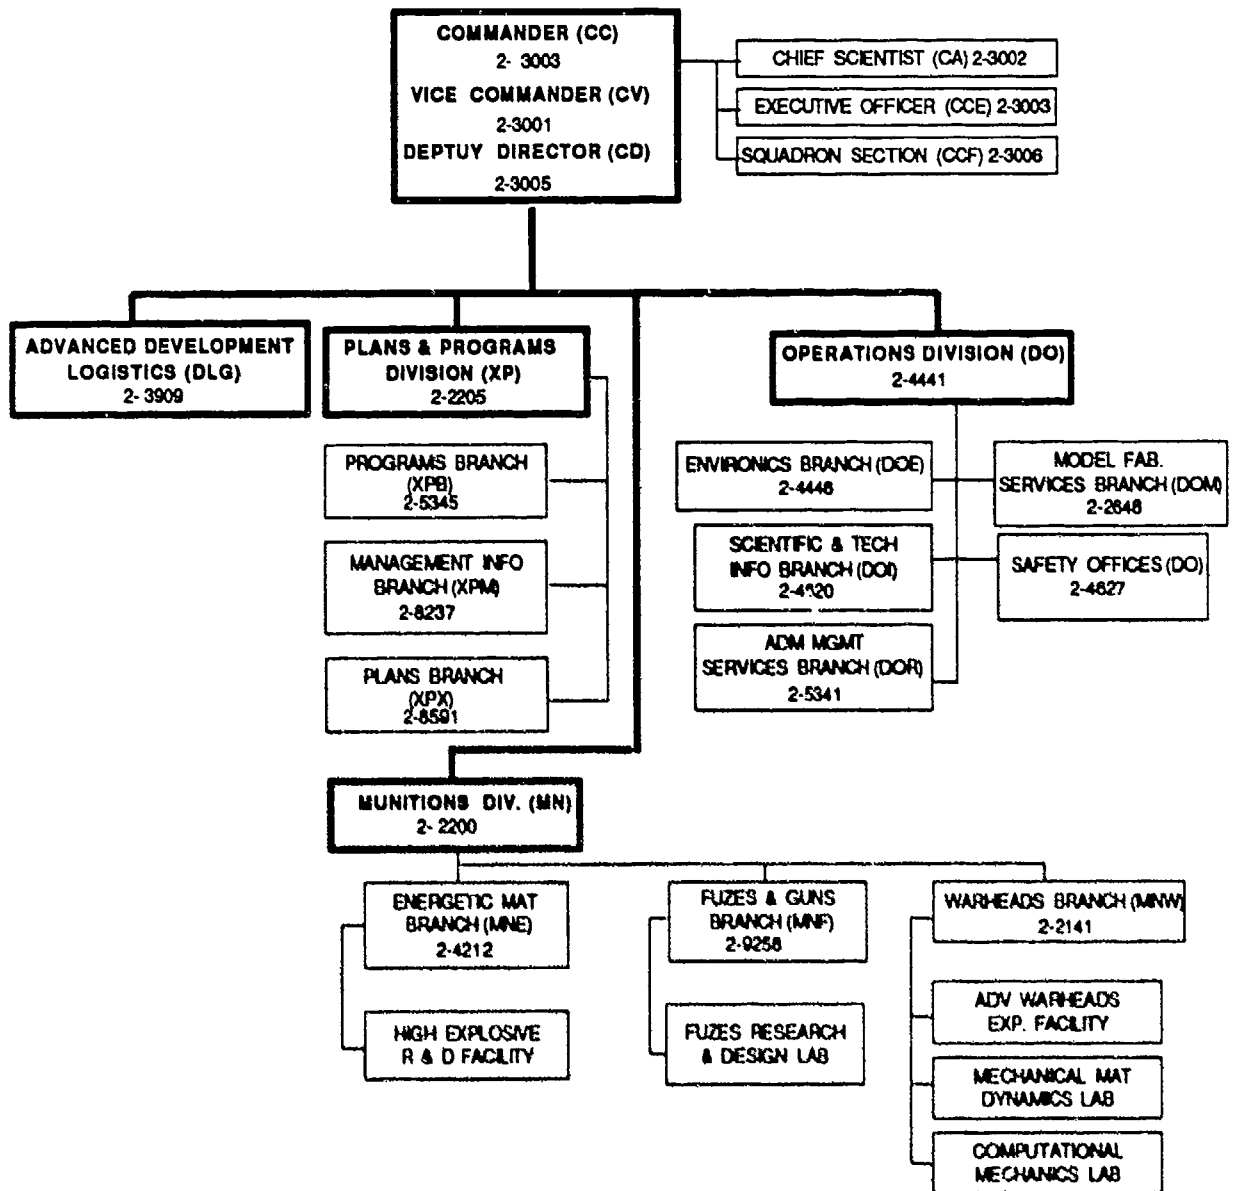 COMMANDER (CC)
2- 3003
VICE COMMANDER (CV)
2-3001
DEPTUY DIRECTOR (CD)
2-3005
CHIEF SCIENTIST (CA) 2-3002
EXECUTIVE OFFICER (CCE) 2-3003
SQUADRON SECTION (CCF) 2-3006
ADVANCED DEVELOPMENT
LOGISTICS (DLG)
2- 3909
PLANS & PROGRAMS
DIVISION (XP)
2-2205
OPERATIONS DIVISION (DO)
2-4441
PROGRAMS BRANCH
(XPB)
2-5345
MANAGEMENT INFO
BRANCH (XPM)
2-8237
PLANS BRANCH
(XPX)
2-8591
ENVIRONICS BRANCH (DOE)
2-4446
MODEL FAB.
SERVICES BRANCH (DOM)
2-2648
SCIENTIFIC & TECH
INFO BRANCH (DOI)
SAFETY OFFICES (DO)
2-4627
ADM MGMT
SERVICES BRANCH (DOR)
2-5341
MUNITIONS DIV. (MN)
2- 2200
ENERGETIC MAT
BRANCH (MNE)
2-4212
FUZES & GUNS
BRANCH (MNF)
2-9258
WARHEADS BRANCH (MNW)
2-2141
HIGH EXPLOSIVE
R & D FACILITY
FUZES RESEARCH
& DESIGN LAB
ADV WARHEADS
EXP. FACILITY
MECHANICAL MAT
DYNAMICS LAB
COMPUTATIONAL
MECHANICS LAB